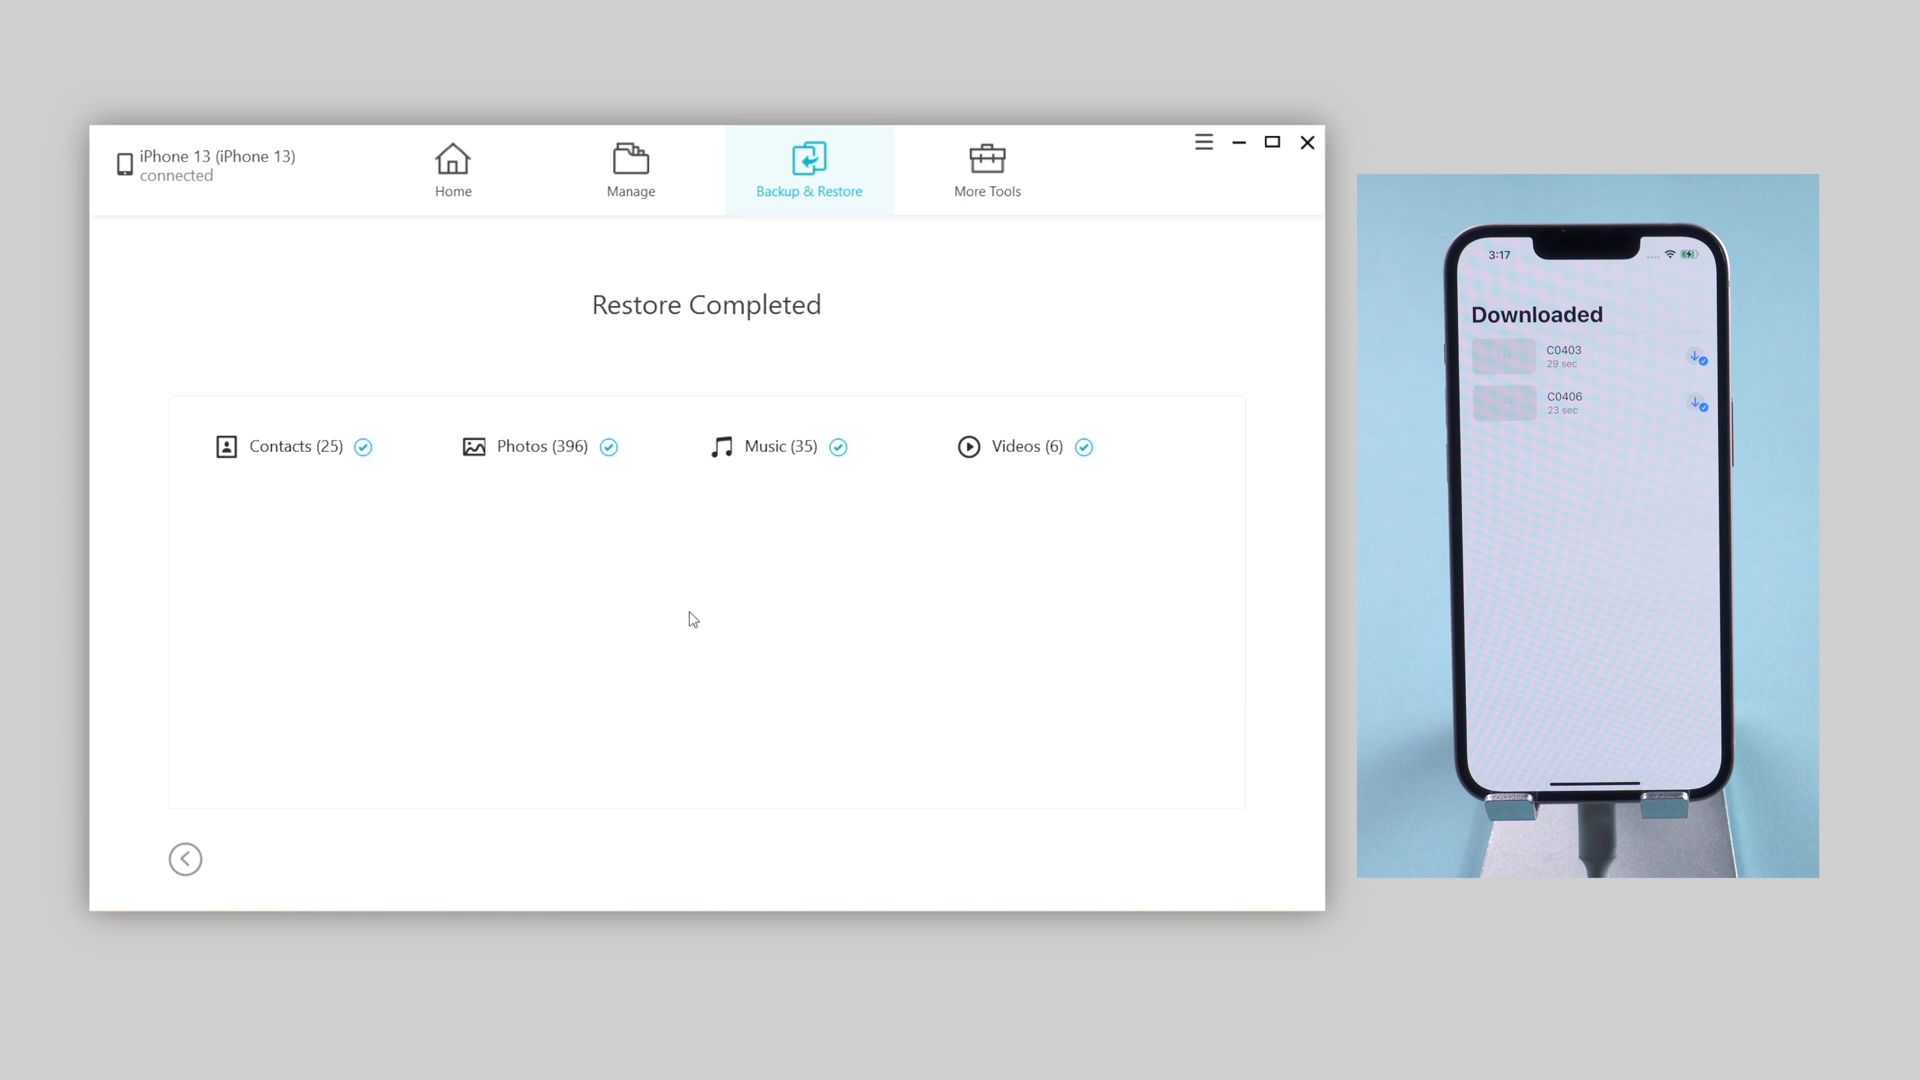 iPhone 13 (iPhone 13)
connected
Home
Manage
Backup & Restore
More Tools
Restore Completed
Contacts (25)
Photos (396)
Music (35)
Videos (6)
3:17
Downloaded
C0403
29 sec
C0406
23 sec